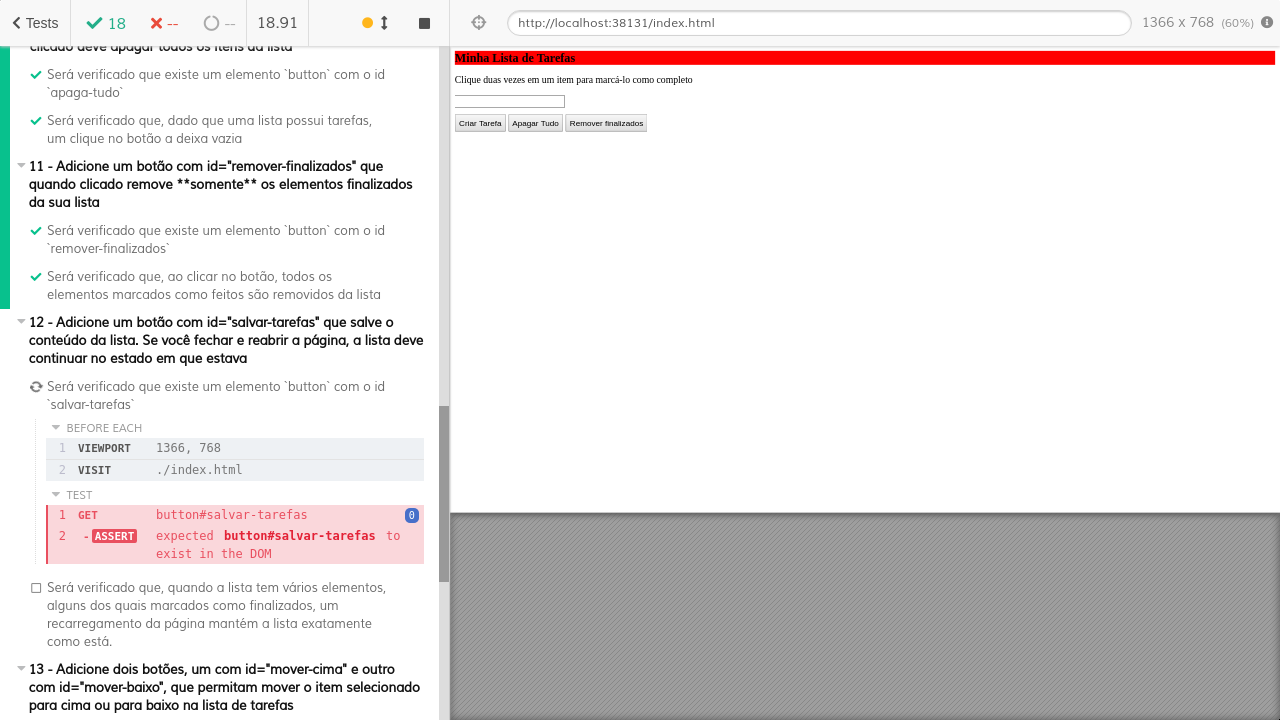 Tests
18
--
--
18.91
http://localhost:38131/index.html
1366 x 768 (60%)
clicado deve apagar todos os itens da lista
Será verificado que existe um elemento `button` com o id
`apaga-tudo`
Será verificado que, dado que uma lista possui tarefas,
um clique no botão a deixa vazia
11 - Adicione um botão com id="remover-finalizados" que
quando clicado remove **somente** os elementos finalizados
da sua lista
Será verificado que existe um elemento `button` com o id
`remover-finalizados`
Será verificado que, ao clicar no botão, todos os
elementos marcados como feitos são removidos da lista
12 - Adicione um botão com id="salvar-tarefas" que salve o
conteúdo da lista. Se você fechar e reabrir a página, a lista deve
continuar no estado em que estava
Será verificado que existe um elemento `button` com o id
`salvar-tarefas`
BEFORE EACH
1 VIEWPORT 1366, 768
2 VISIT ./index.html
TEST
1 GET button#salvar-tarefas 0
2 -ASSERT expected button#salvar-tarefas to
exist in the DOM
Será verificado que, quando a lista tem vários elementos,
alguns dos quais marcados como finalizados, um
recarregamento da página mantém a lista exatamente
como está.
13 - Adicione dois botões, um com id="mover-cima" e outro
com id="mover-baixo", que permitam mover o item selecionado
para cima ou para baixo na lista de tarefas
Minha Lista de Tarefas
Clique duas vezes em um item para marcá-lo como completo
Criar Tarefa Apagar Tudo Remover finalizados